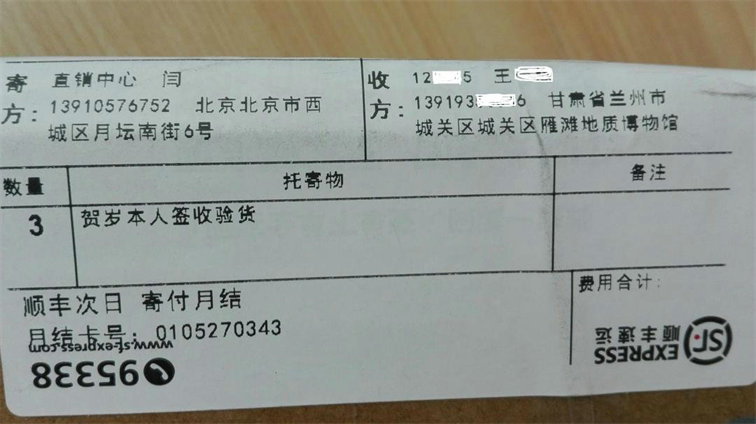 寄方：
直销中心 闫
13910576752 北京北京市西
城区月坛南街6号
收方：
12 5 王
139193 6 甘肃省兰州市
城关区城关区雁滩地质博物馆
数量 托寄物 备注
3 贺岁本人签收验货
顺丰次日 寄付月结
费用合计:
月结卡号: 0105270343
www.sf-express.com
95338
SF EXPRESS
顺丰速运